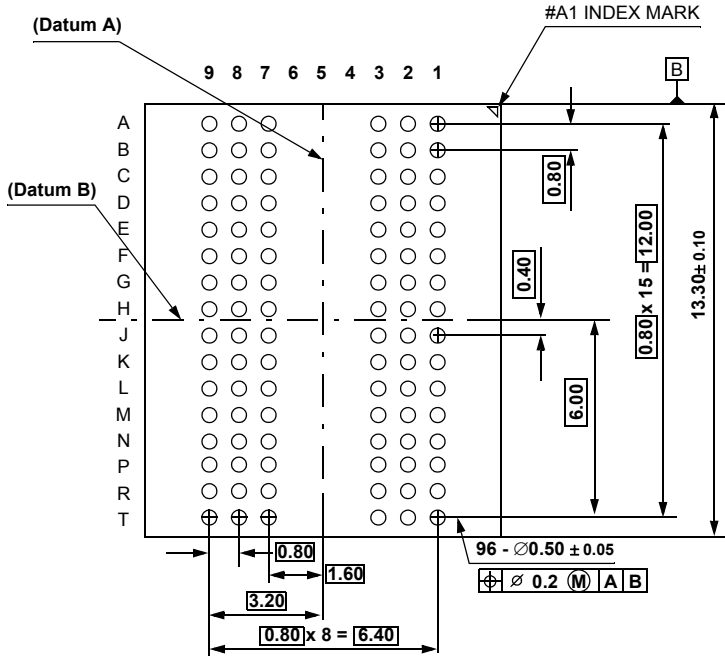 (Datum A)
#A1 INDEX MARK
9 8 7 6 5 4 3 2 1
B
A
B
0.80
C
(Datum B)
D
E
F
0.40
0.80 x 15 = 12.00
13.30± 0.10
G
H
J
K
L
6.00
M
N
P
R
T
0.80
96 - ∅0.50 ± 0.05
1.60
⌖ ∅ 0.2 Ⓜ A B
3.20
0.80 x 8 = 6.40